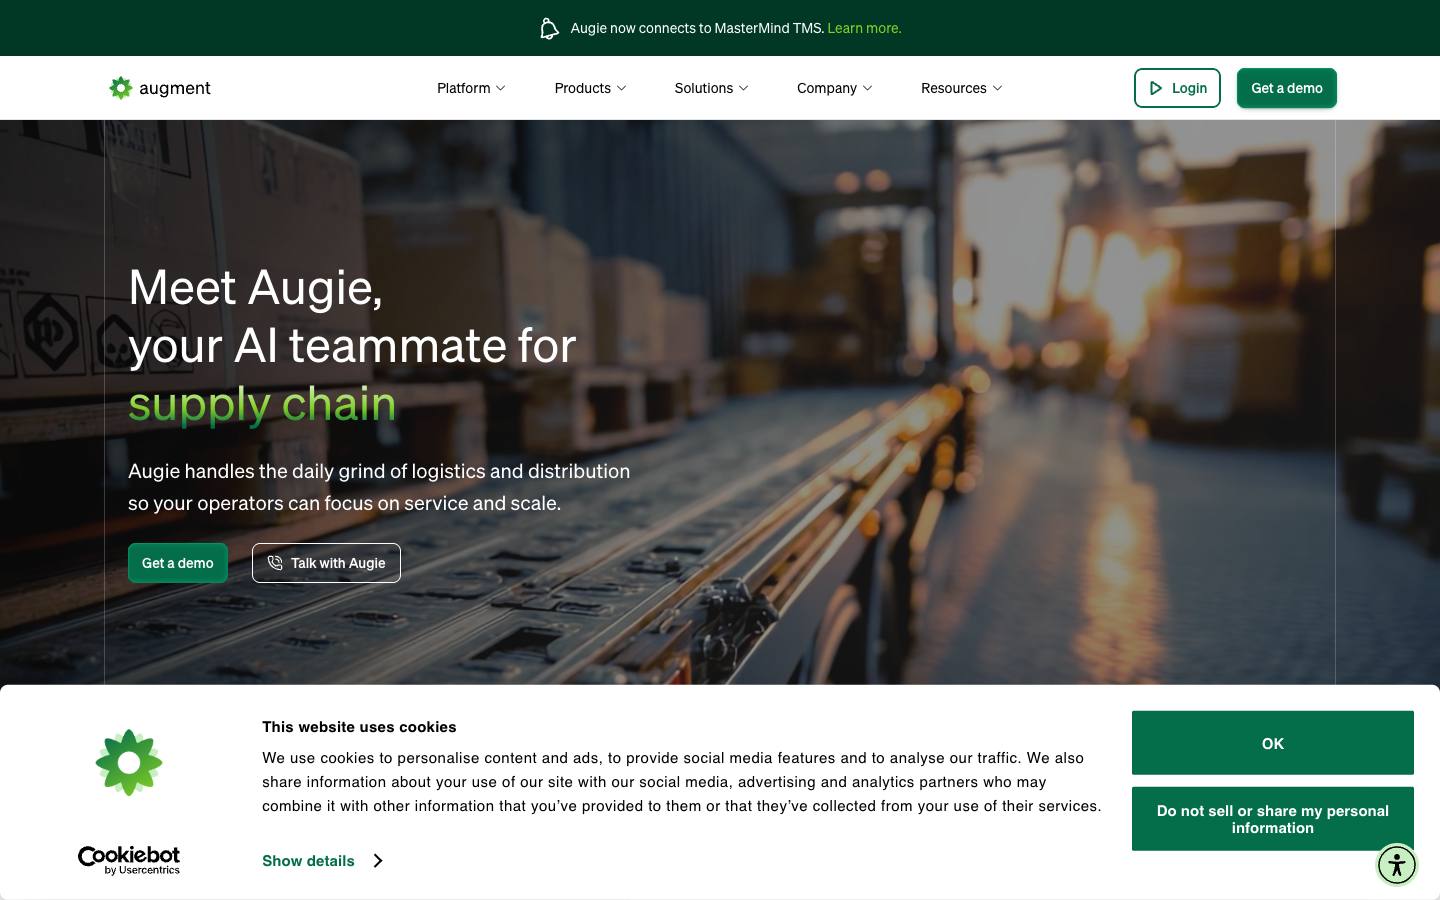 Augie now connects to MasterMind TMS. Learn more.
augment
Platform
Products
Solutions
Company
Resources
Login
Get a demo
Meet Augie,
your AI teammate for
supply chain
Augie handles the daily grind of logistics and distribution
so your operators can focus on service and scale.
Get a demo
Talk with Augie
This website uses cookies
We use cookies to personalise content and ads, to provide social media features and to analyse our traffic. We also
share information about your use of our site with our social media, advertising and analytics partners who may
combine it with other information that you’ve provided to them or that they’ve collected from your use of their services.
Show details
OK
Do not sell or share my personal
information
Cookiebot
by Usercentrics